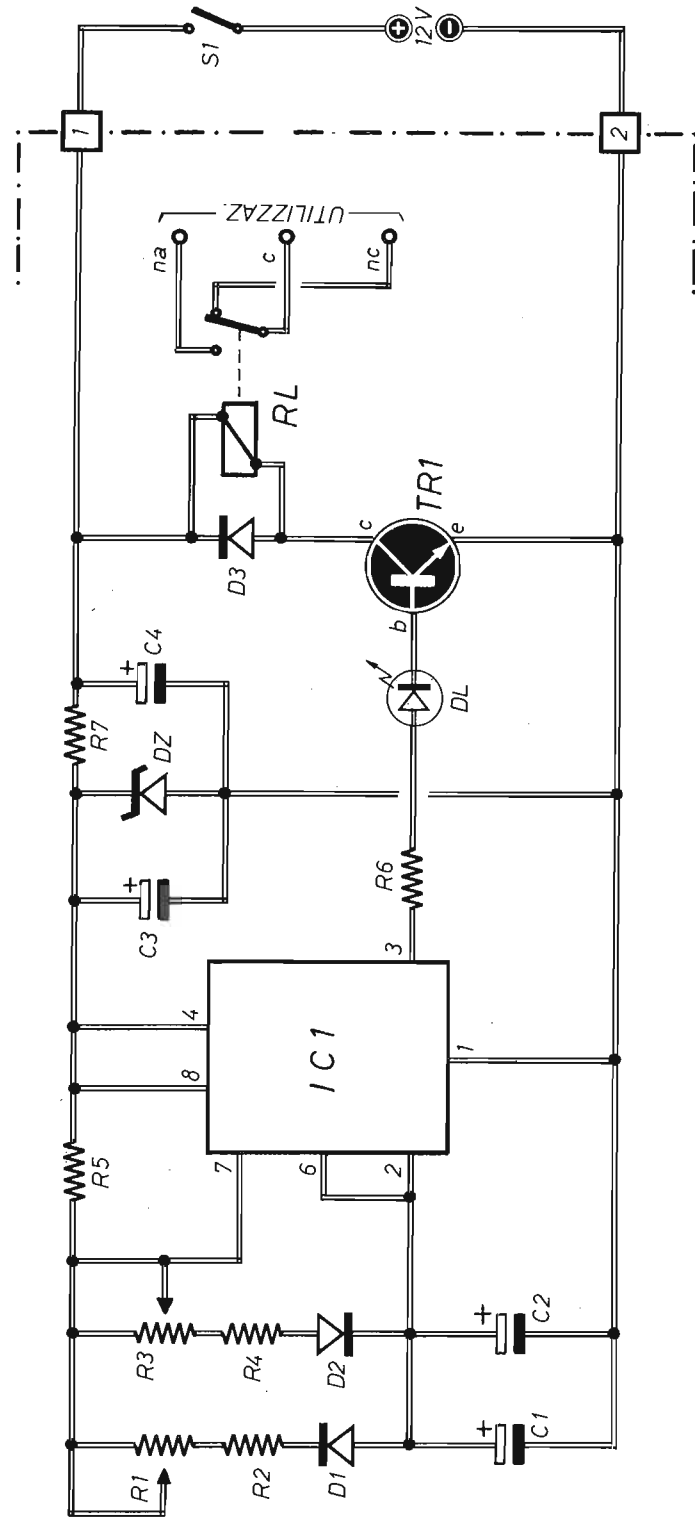 R1
R2
D1
C1
+
R3
R4
D2
C2
+
R5
7
6
2
8
4
IC1
3
1
C3
+
DZ
R7
C4
+
R6
DL
b
c
e
TR1
D3
RL
na
c
nc
UTILIZZAZ.
1
2
S1
+
12V
–